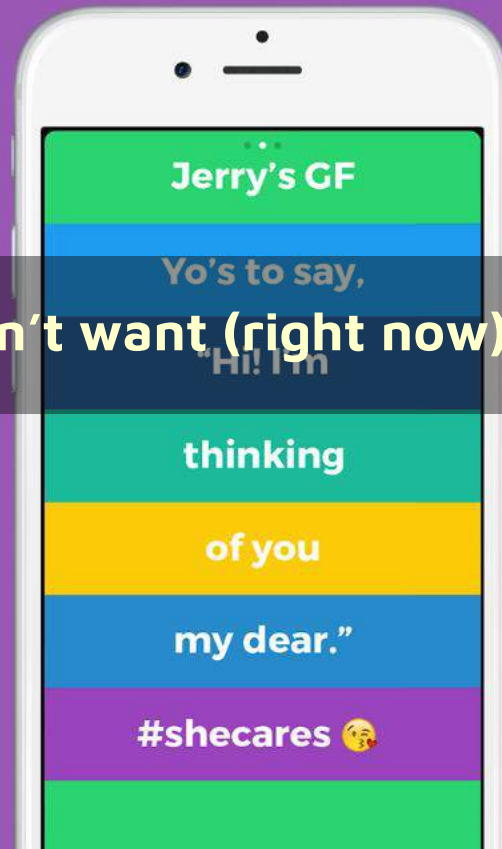 Jerry's GF
Yo's to say,
n't want (right now)
"Hi! I'm
thinking
of you
my dear."
#shecares 😘